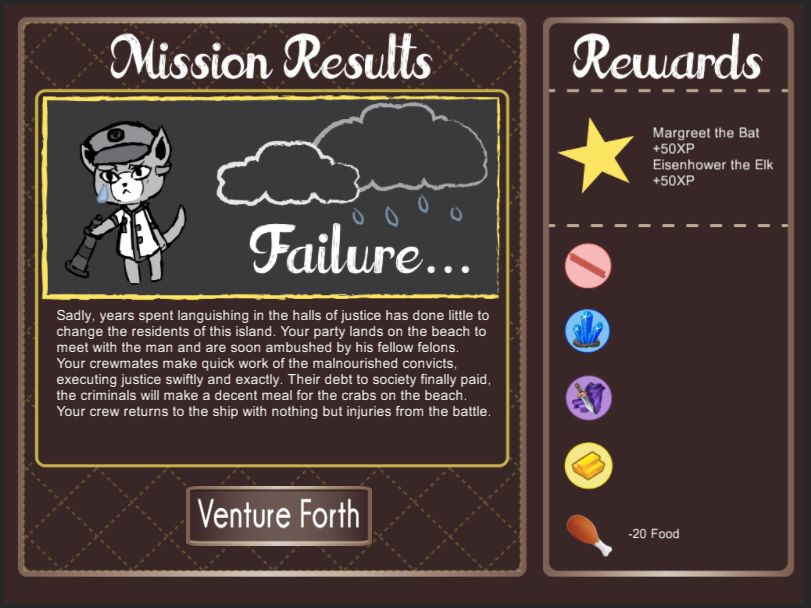 Mission Results
Failure...
Sadly, years spent languishing in the halls of justice has done little to
change the residents of this island. Your party lands on the beach to
meet with the man and are soon ambushed by his fellow felons.
Your crewmates make quick work of the malnourished convicts,
executing justice swiftly and exactly. Their debt to society finally paid,
the criminals will make a decent meal for the crabs on the beach.
Your crew returns to the ship with nothing but injuries from the battle.
Venture Forth
Rewards
Margreet the Bat
+50XP
Eisenhower the Elk
+50XP
-20 Food